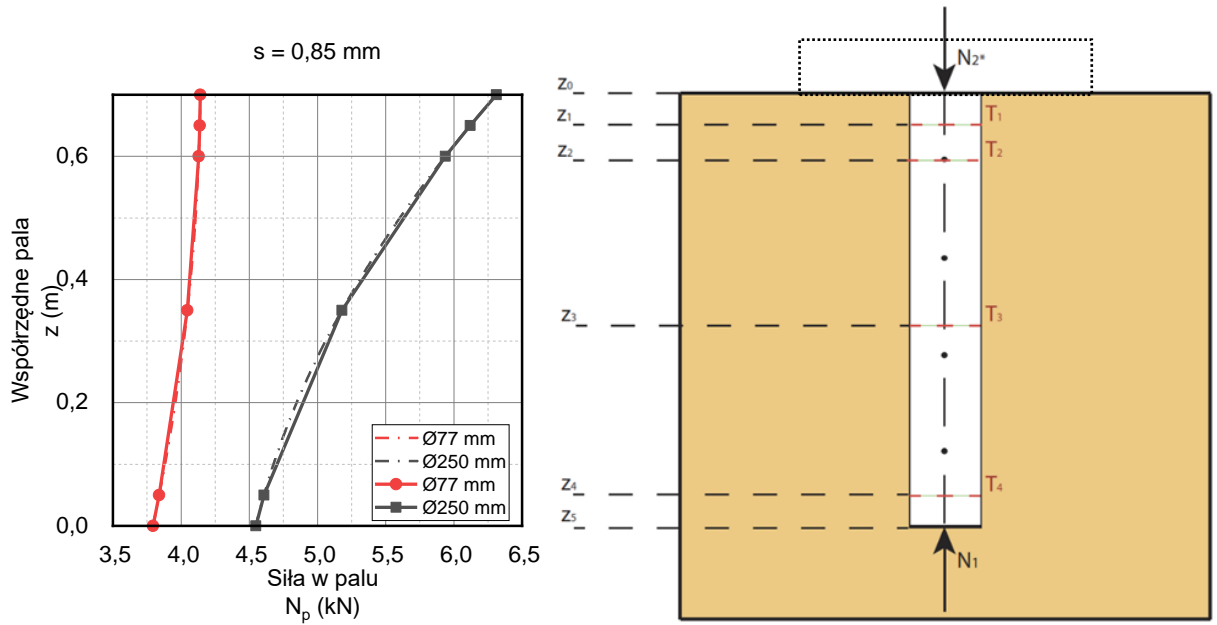 s = 0,85 mm
0,6
0,4
0,2
0,0
Współrzędne pala
z (m)
Ø77 mm
Ø250 mm
Ø77 mm
Ø250 mm
3,5 4,0 4,5 5,0 5,5 6,0 6,5
Siła w palu
Np (kN)
N2*
z0
z1
T1
z2
T2
z3
T3
z4
T4
z5
N1